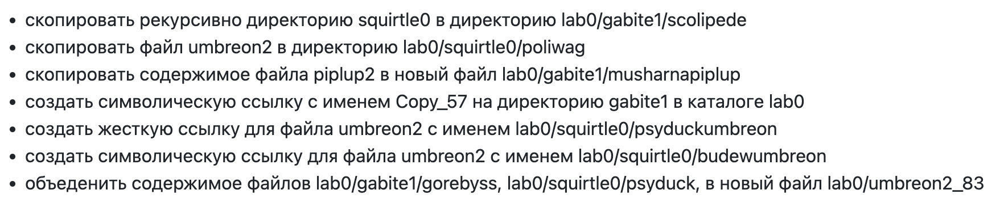 • скопировать рекурсивно директорию squirtle0 в директорию lab0/gabite1/scolipede
• скопировать файл umbreon2 в директорию lab0/squirtle0/poliwag
• скопировать содержимое файла piplup2 в новый файл lab0/gabite1/musharnapiplup
• создать символическую ссылку c именем Copy_57 на директорию gabite1 в каталоге lab0
• создать жесткую ссылку для файла umbreon2 с именем lab0/squirtle0/psyduckumbreon
• создать символическую ссылку для файла umbreon2 с именем lab0/squirtle0/budewumbreon
• объеденить содержимое файлов lab0/gabite1/gorebyss, lab0/squirtle0/psyduck, в новый файл lab0/umbreon2_83